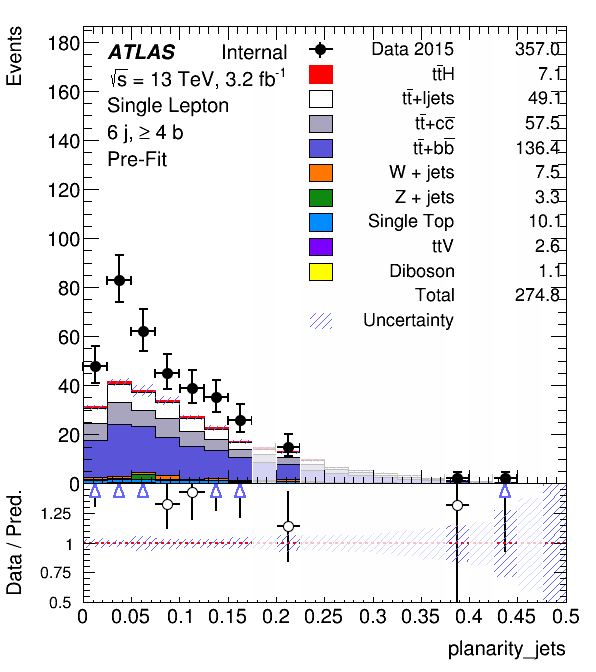 Events
180
160
140
120
100
80
60
40
20
0
ATLAS Internal
√s = 13 TeV, 3.2 fb⁻¹
Single Lepton
6 j, ≥ 4 b
Pre-Fit
Data 2015 357.0
tt̄H 7.1
tt̄+ljets 49.1
tt̄+cc̄ 57.5
tt̄+bb̄ 136.4
W + jets 7.5
Z + jets 3.3
Single Top 10.1
ttV 2.6
Diboson 1.1
Total 274.8
Uncertainty
Data / Pred.
1.25
1
0.75
0.5
0 0.05 0.1 0.15 0.2 0.25 0.3 0.35 0.4 0.45 0.5
planarity_jets